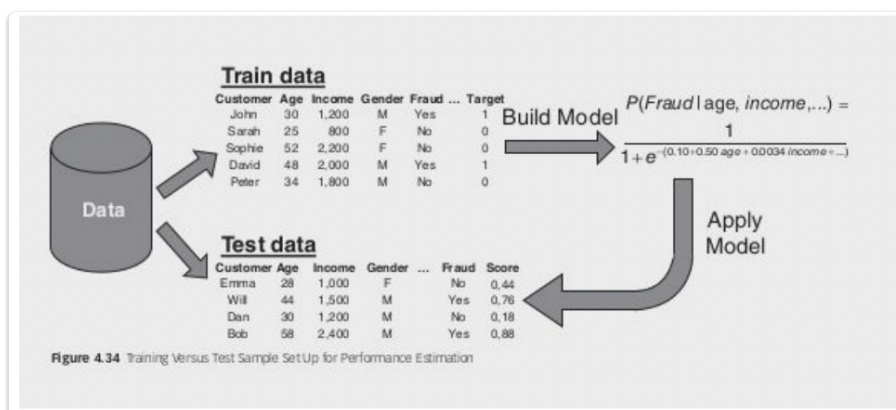 Train data
Customer Age Income Gender Fraud ... Target
John 30 1,200 M Yes 1
Sarah 25 800 F No 0
Sophie 52 2,200 F No 0
David 48 2,000 M Yes 1
Peter 34 1,800 M No 0
Build Model
P(Fraud | age, income,...) =
1
1+e^-(0.10+0.50 age + 0.0034 income + ...)
Data
Apply
Model
Test data
Customer Age Income Gender ... Fraud Score
Emma 28 1,000 F No 0,44
Will 44 1,500 M Yes 0,76
Dan 30 1,200 M No 0,18
Bob 58 2,400 M Yes 0,88
Figure 4.34 Training Versus Test Sample Set Up for Performance Estimation